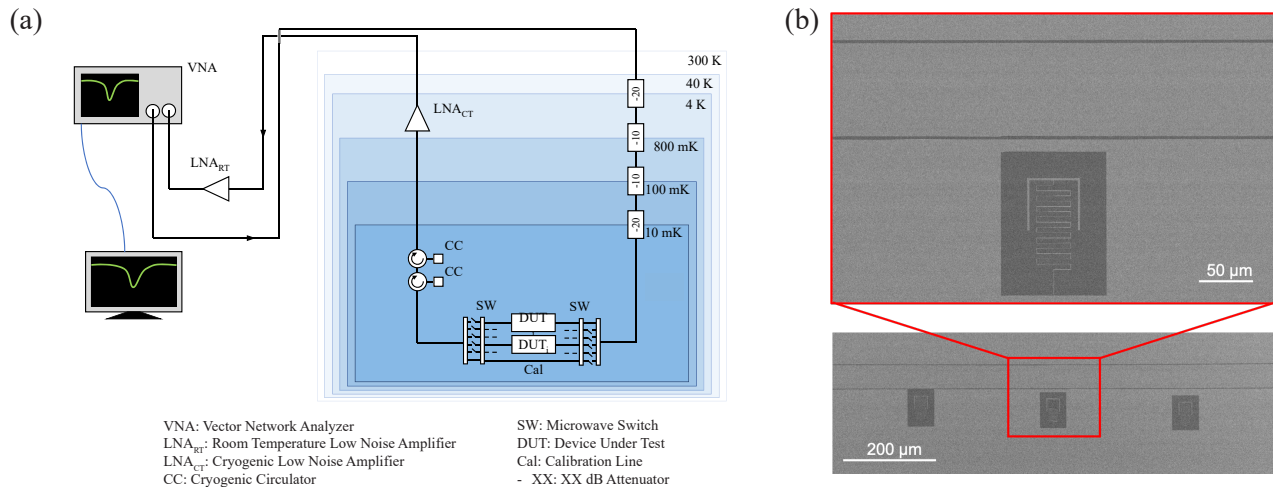 (a)
(b)
VNA
300 K
40 K
4 K
800 mK
100 mK
10 mK
-20
-10
-10
-20
LNA_CT
LNA_RT
CC
CC
SW
SW
DUT
DUT_i
Cal
50 μm
200 μm
VNA: Vector Network Analyzer
LNA_RT: Room Temperature Low Noise Amplifier
LNA_CT: Cryogenic Low Noise Amplifier
CC: Cryogenic Circulator
SW: Microwave Switch
DUT: Device Under Test
Cal: Calibration Line
- XX: XX dB Attenuator